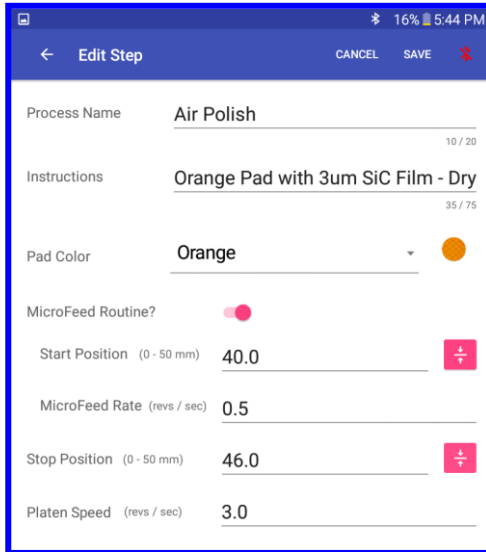 16% 5:44 PM
Edit Step CANCEL SAVE
Process Name Air Polish
10 / 20
Instructions Orange Pad with 3um SiC Film - Dry
35 / 75
Pad Color Orange
MicroFeed Routine?
Start Position (0 - 50 mm) 40.0
MicroFeed Rate (revs / sec) 0.5
Stop Position (0 - 50 mm) 46.0
Platen Speed (revs / sec) 3.0